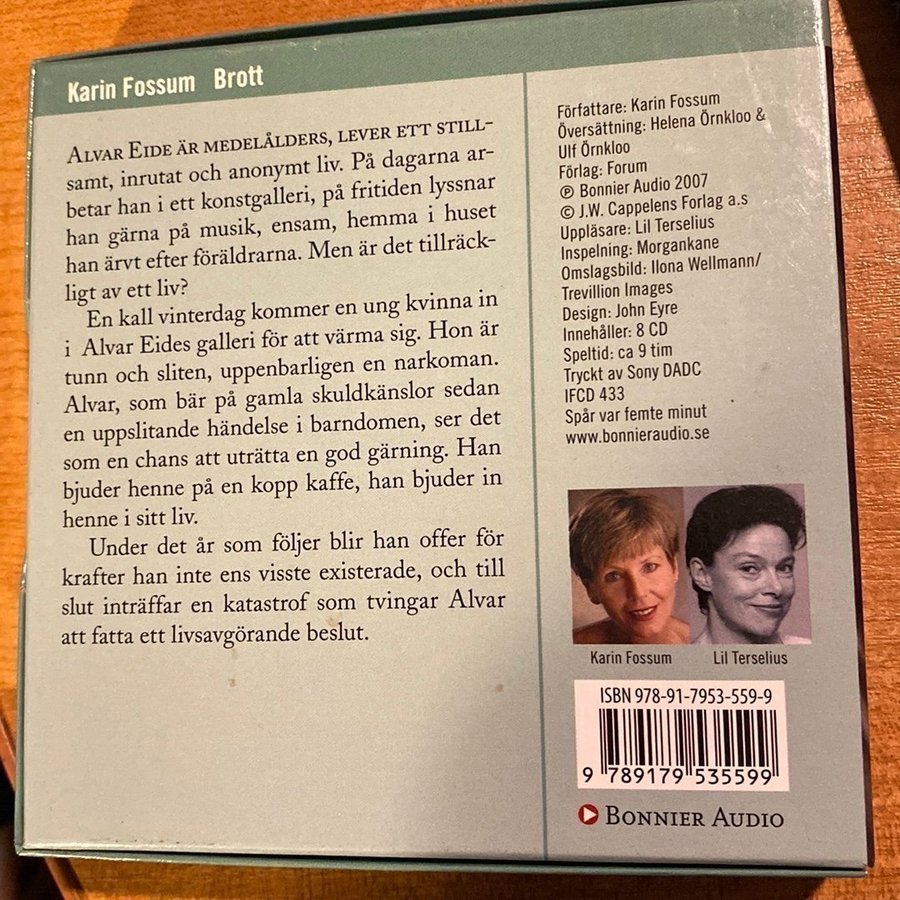 Karin Fossum Brott
ALVAR EIDE ÄR MEDELÅLDERS, LEVER ETT STILL-
samt, inrutat och anonymt liv. På dagarna ar-
betar han i ett konstgalleri, på fritiden lyssnar
han gärna på musik, ensam, hemma i huset
han ärvt efter föräldrarna. Men är det tillräck-
ligt av ett liv?
En kall vinterdag kommer en ung kvinna in
i Alvar Eides galleri för att värma sig. Hon är
tunn och sliten, uppenbarligen en narkoman.
Alvar, som bär på gamla skuldkänslor sedan
en uppslitande händelse i barndomen, ser det
som en chans att uträtta en god gärning. Han
bjuder henne på en kopp kaffe, han bjuder in
henne i sitt liv.
Under det år som följer blir han offer för
krafter han inte ens visste existerade, och till
slut inträffar en katastrof som tvingar Alvar
att fatta ett livsavgörande beslut.
Författare: Karin Fossum
Översättning: Helena Örnkloo &
Ulf Örnkloo
Förlag: Forum
℗ Bonnier Audio 2007
© J.W. Cappelens Forlag a.s
Uppläsare: Lil Terselius
Inspelning: Morgankane
Omslagsbild: Ilona Wellmann/
Trevillion Images
Design: John Eyre
Innehåller: 8 CD
Speltid: ca 9 tim
Tryckt av Sony DADC
IFCD 433
Spår var femte minut
www.bonnieraudio.se
Karin Fossum Lil Terselius
ISBN 978-91-7953-559-9
9 789179 535599
BONNIER AUDIO